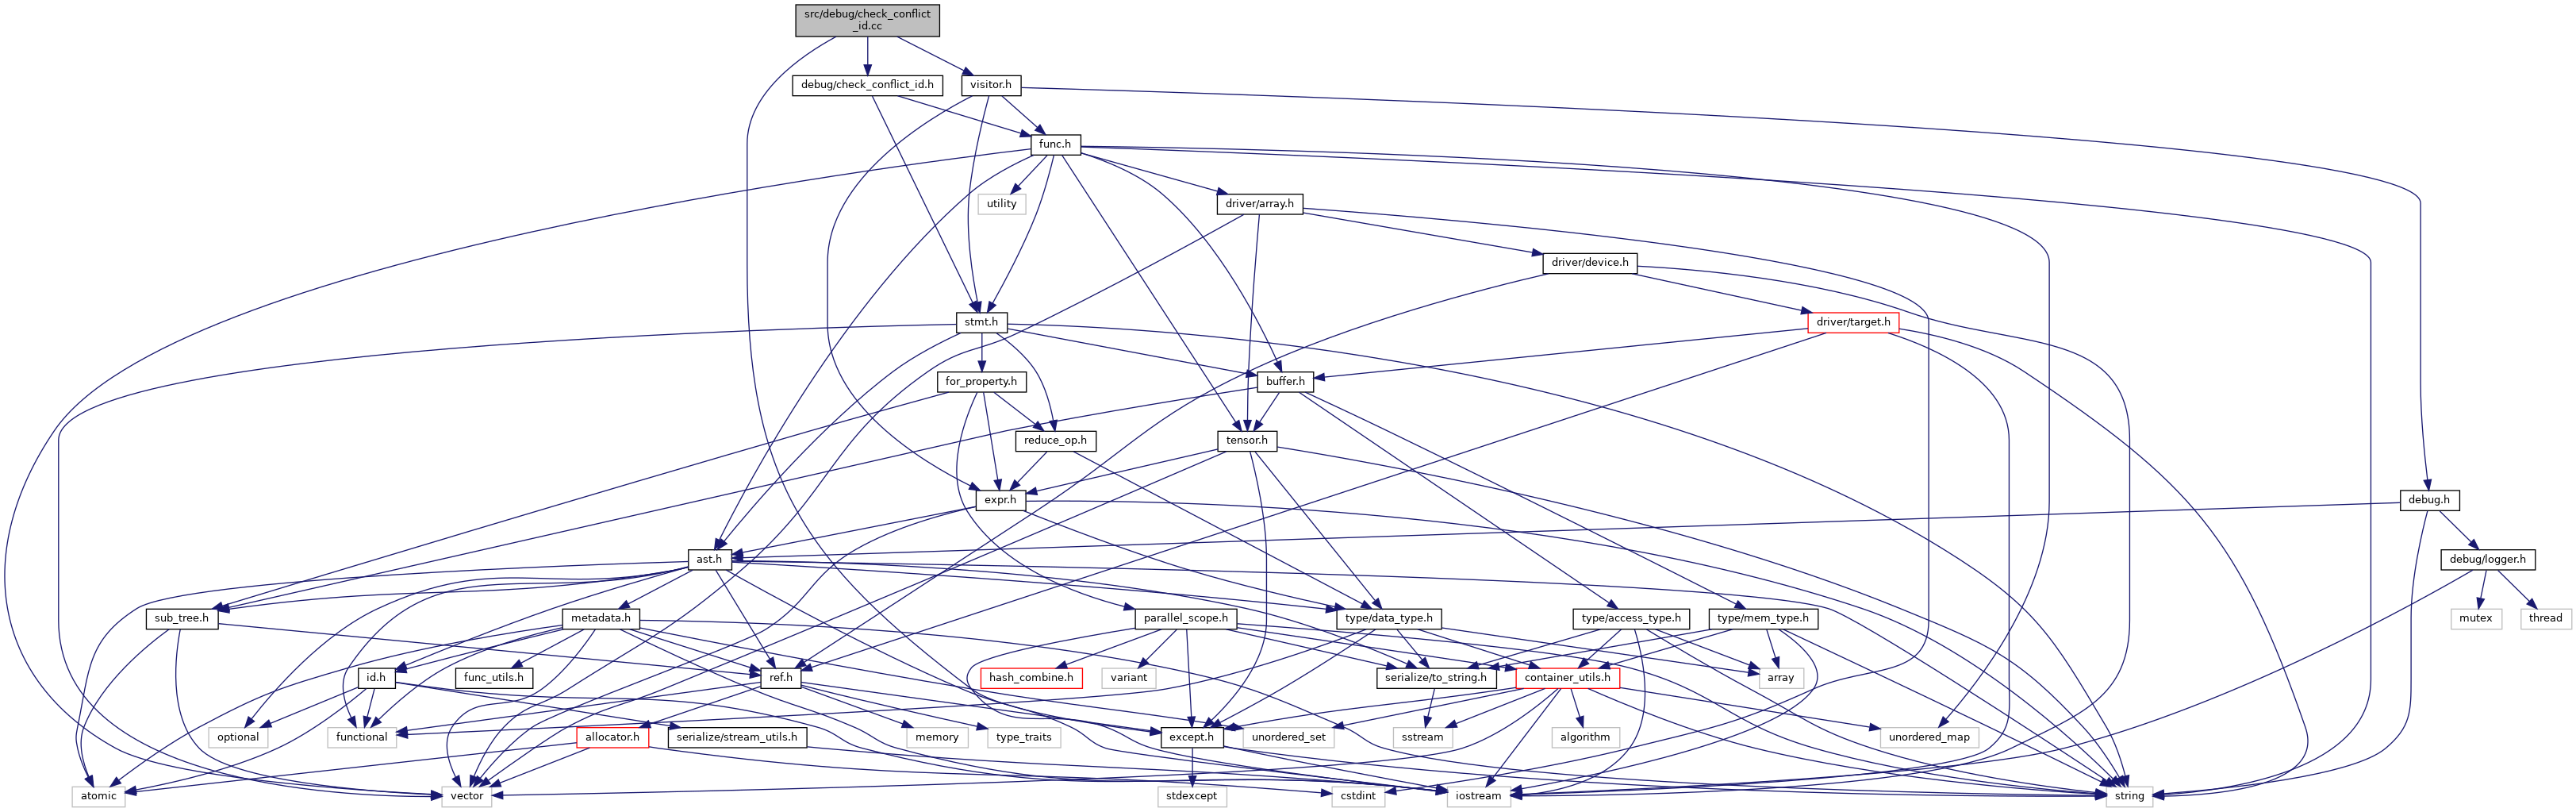 src/debug/check_conflict
_id.cc
debug/check_conflict_id.h
visitor.h
func.h
utility
driver/array.h
driver/device.h
stmt.h
driver/target.h
for_property.h
buffer.h
reduce_op.h
tensor.h
expr.h
debug.h
ast.h
debug/logger.h
sub_tree.h
metadata.h
parallel_scope.h
type/data_type.h
type/access_type.h
type/mem_type.h
mutex
thread
id.h
func_utils.h
ref.h
hash_combine.h
variant
serialize/to_string.h
container_utils.h
array
optional
functional
allocator.h
serialize/stream_utils.h
memory
type_traits
except.h
unordered_set
sstream
algorithm
unordered_map
atomic
vector
stdexcept
cstdint
iostream
string